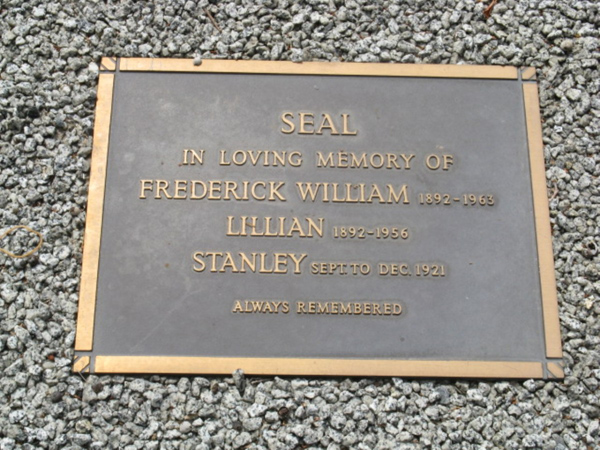 SEAL
IN LOVING MEMORY OF
FREDERICK WILLIAM 1892-1963
LILLIAN 1892-1956
STANLEY SEPT. TO DEC. 1921
ALWAYS REMEMBERED